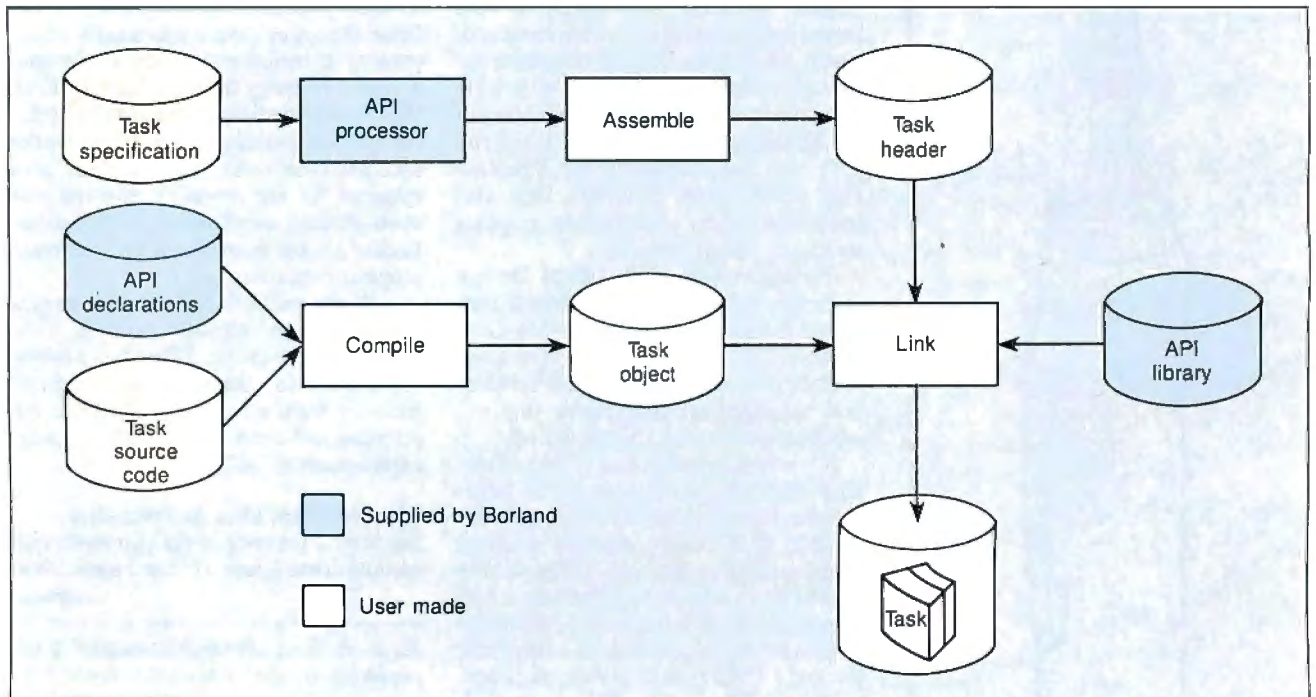 Task
specification
API
processor
Assemble
Task
header
API
declarations
Compile
Task
object
Link
API
library
Task
source
code
Supplied by Borland
User made
Task